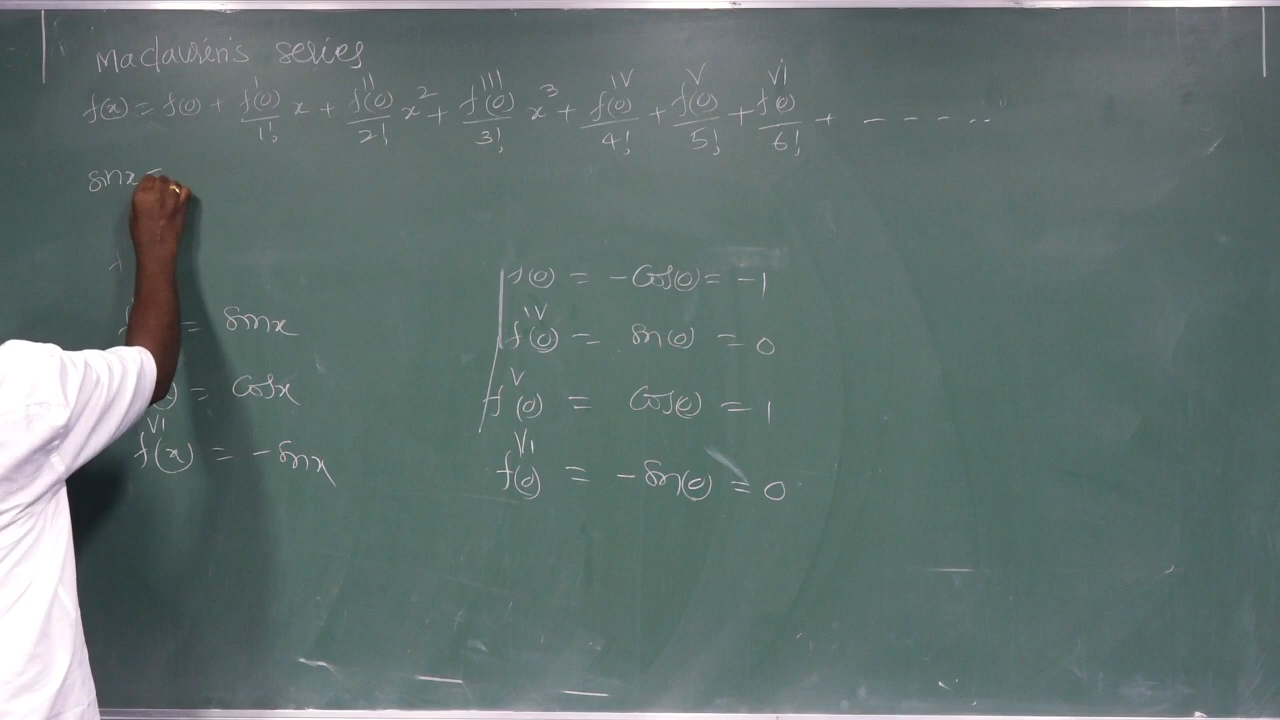 Maclaurin's series
f(x) = f(0) + f'(0)/1! x + f''(0)/2! x² + f'''(0)/3! x³ + f^IV(0)/4! + f^V(0)/5! + f^VI(0)/6! + - - - - - ..
sinx =
(0) = -cos(0) = -1
= sinx
f^IV(0) = sin(0) = 0
= cosx
f^V(0) = cos(0) = 1
f^VI(x) = -sinx
f^VI(0) = -sin(0) = 0